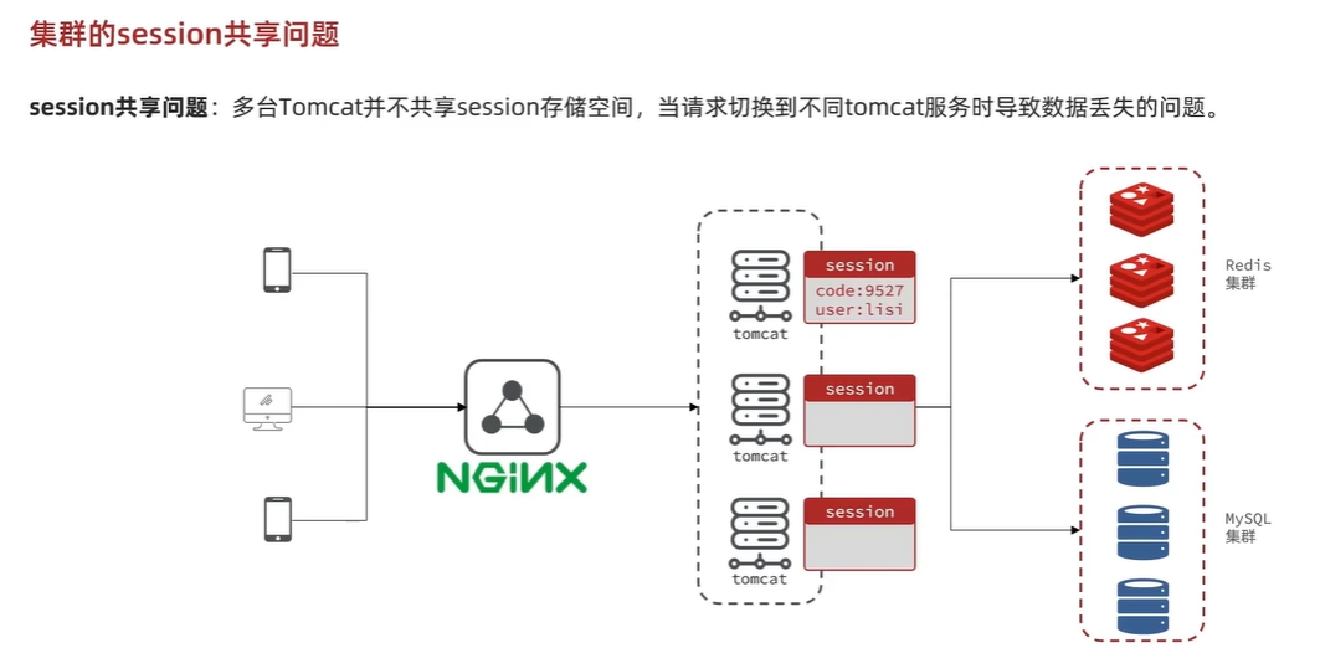 集群的session共享问题
session共享问题：多台Tomcat并不共享session存储空间，当请求切换到不同tomcat服务时导致数据丢失的问题。
NGiNX
session
code:9527
user:lisi
tomcat
session
tomcat
session
tomcat
Redis
集群
MySQL
集群